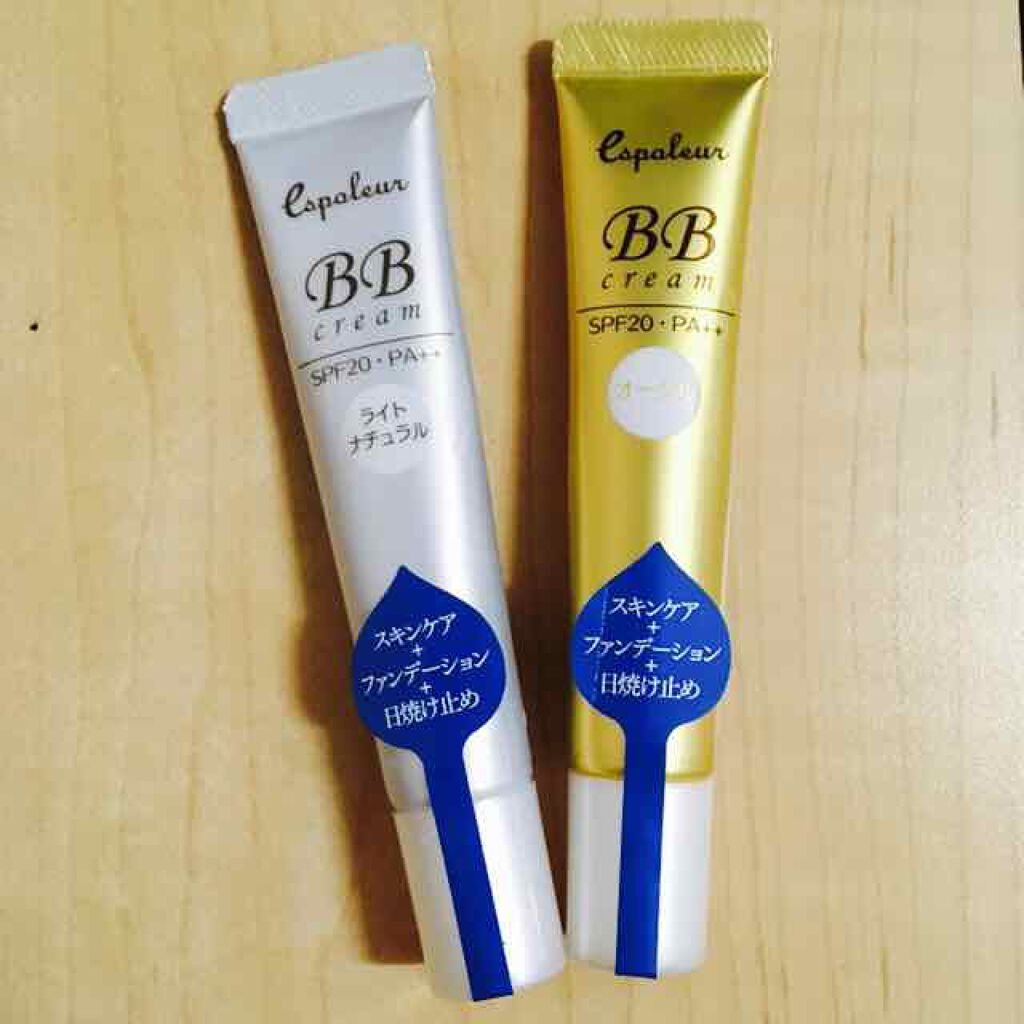 Espoleur
BB
cream
SPF20・PA++
ライト
ナチュラル
スキンケア
+
ファンデーション
+
日焼け止め
Espoleur
BB
cream
SPF20・PA++
スキンケア
+
ファンデーション
+
日焼け止め